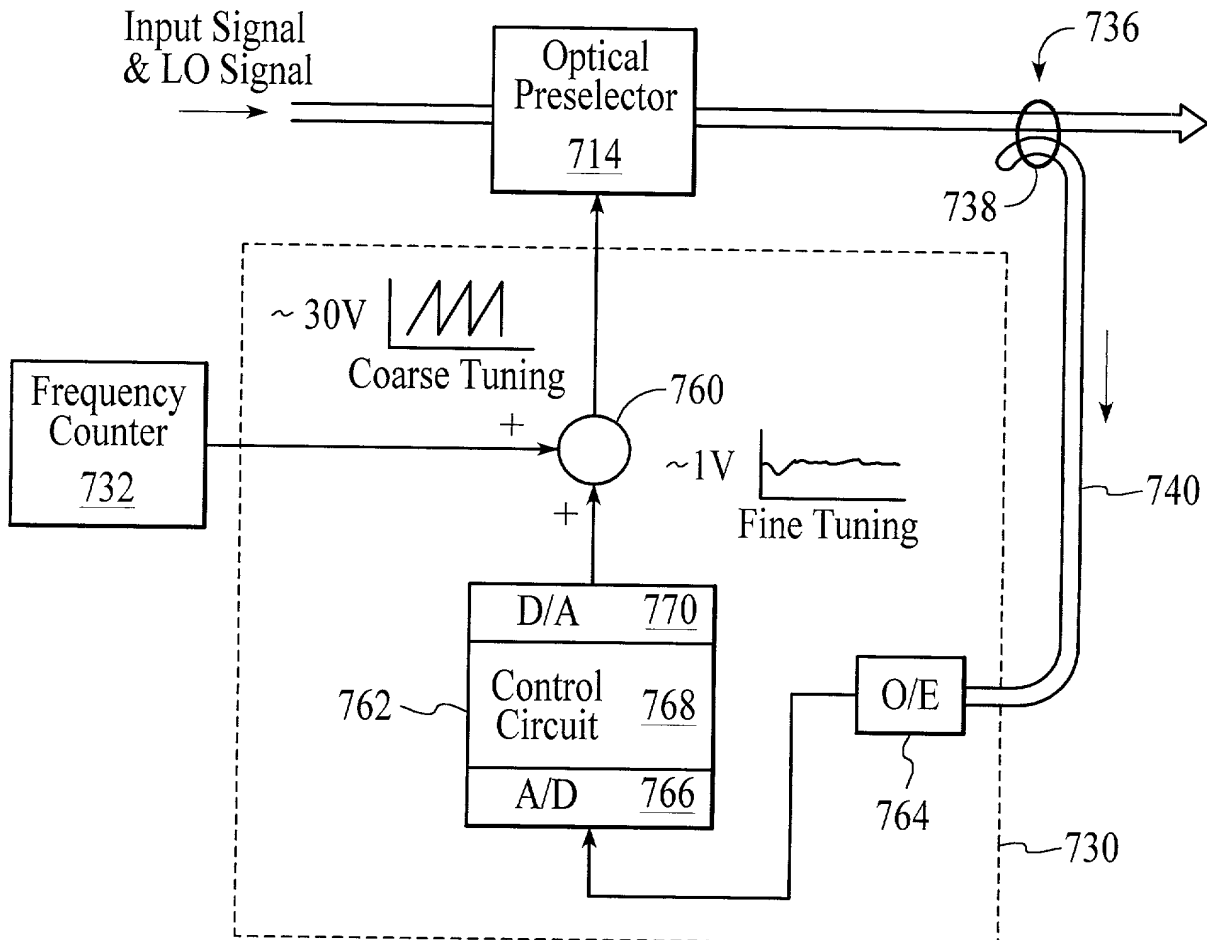 Input Signal
& LO Signal
Optical
Preselector
714
736
738
~ 30V
Coarse Tuning
Frequency
Counter
732
+
760
~1V
Fine Tuning
+
740
D/A 770
Control
Circuit
768
762
A/D 766
O/E
764
730